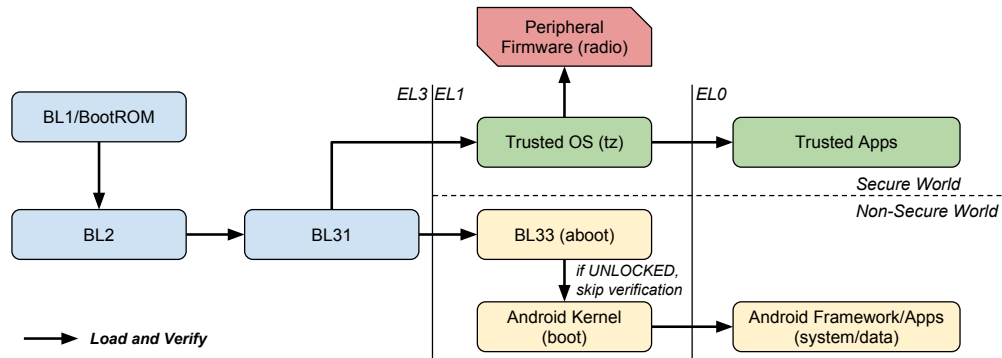 Peripheral
Firmware (radio)
EL3
EL1
EL0
BL1/BootROM
Trusted OS (tz)
Trusted Apps
Secure World
Non-Secure World
BL2
BL31
BL33 (aboot)
if UNLOCKED,
skip verification
Android Kernel
(boot)
Android Framework/Apps
(system/data)
Load and Verify